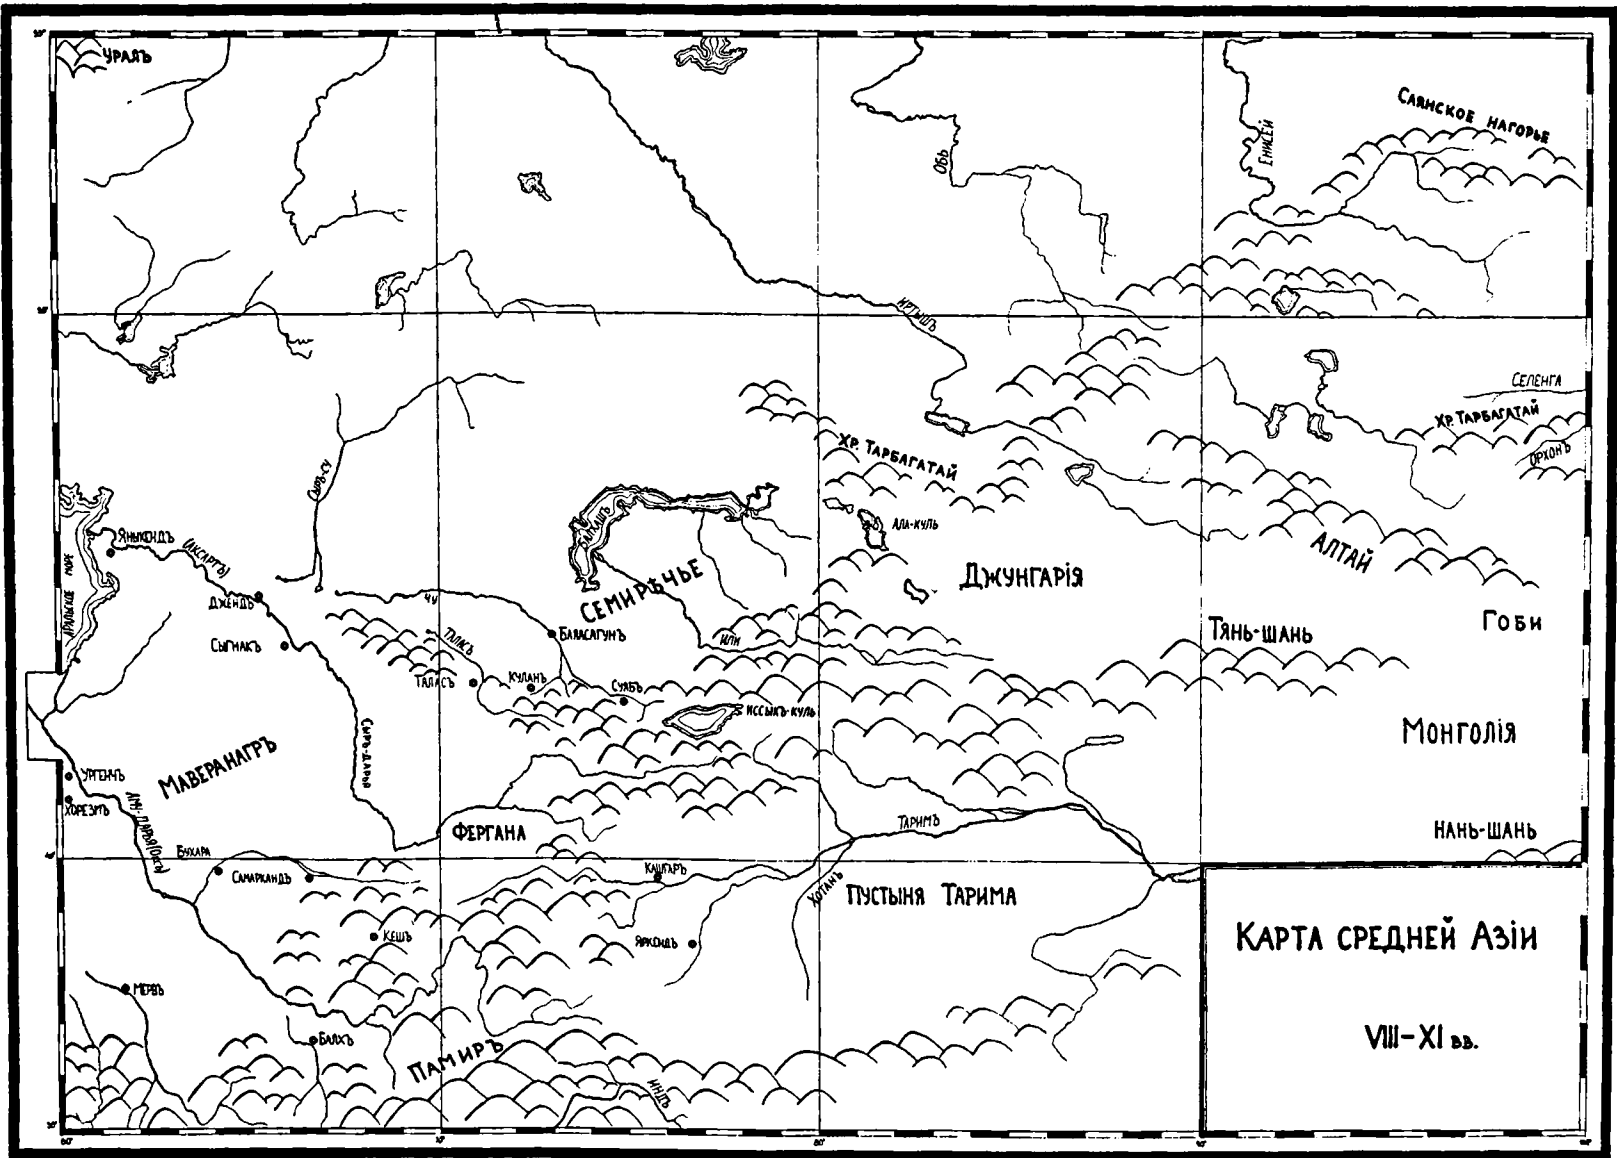 УРАЛЪ
САЯНСКОЕ НАГОРЬЕ
ОБЬ
ЕНИСЕЙ
ИРТЫШЪ
СЕЛЕНГА
ХР. ТАРБАГАТАЙ
ХР. ТАРБАГАТАЙ
ОРХОНЪ
СЫРЪ-СУ
БАЛХАШЪ
АЛА-КУЛЬ
АЛТАЙ
ЯНЫКЕНДЪ
(ЯКСАРТЪ)
АРАЛЬСКОЕ МОРЕ
ДЖУНГАРІЯ
СЕМИРѢЧЬЕ
ДЖЕНДЪ
ЧУ
ГОБИ
ТЯНЬ-ШАНЬ
СЫГНАКЪ
ТАЛАСЪ
БАЛАСАГУНЪ
ИЛИ
ТАЛАСЪ
КУЛАНЪ
СУЯБЪ
ИССЫКЪ-КУЛЬ
СЫРЪ-ДАРЬЯ
МОНГОЛІЯ
МАВЕРАНАГРЪ
УРГЕНЧЪ
ХОРЕЗМЪ
АМУ-ДАРЬЯ (ОКСЪ)
ФЕРГАНА
ТАРИМЪ
НАНЬ-ШАНЬ
БУХАРА
САМАРКАНДЪ
КАШГАРЪ
ХОТАНЪ
ПУСТЫНЯ ТАРИМА
КЕШЪ
ЯРКЕНДЪ
КАРТА СРЕДНЕЙ АЗІИ
МЕРВЪ
БАЛХЪ
ПАМИРЪ
VIII-XI ВВ.
ИНДЪ